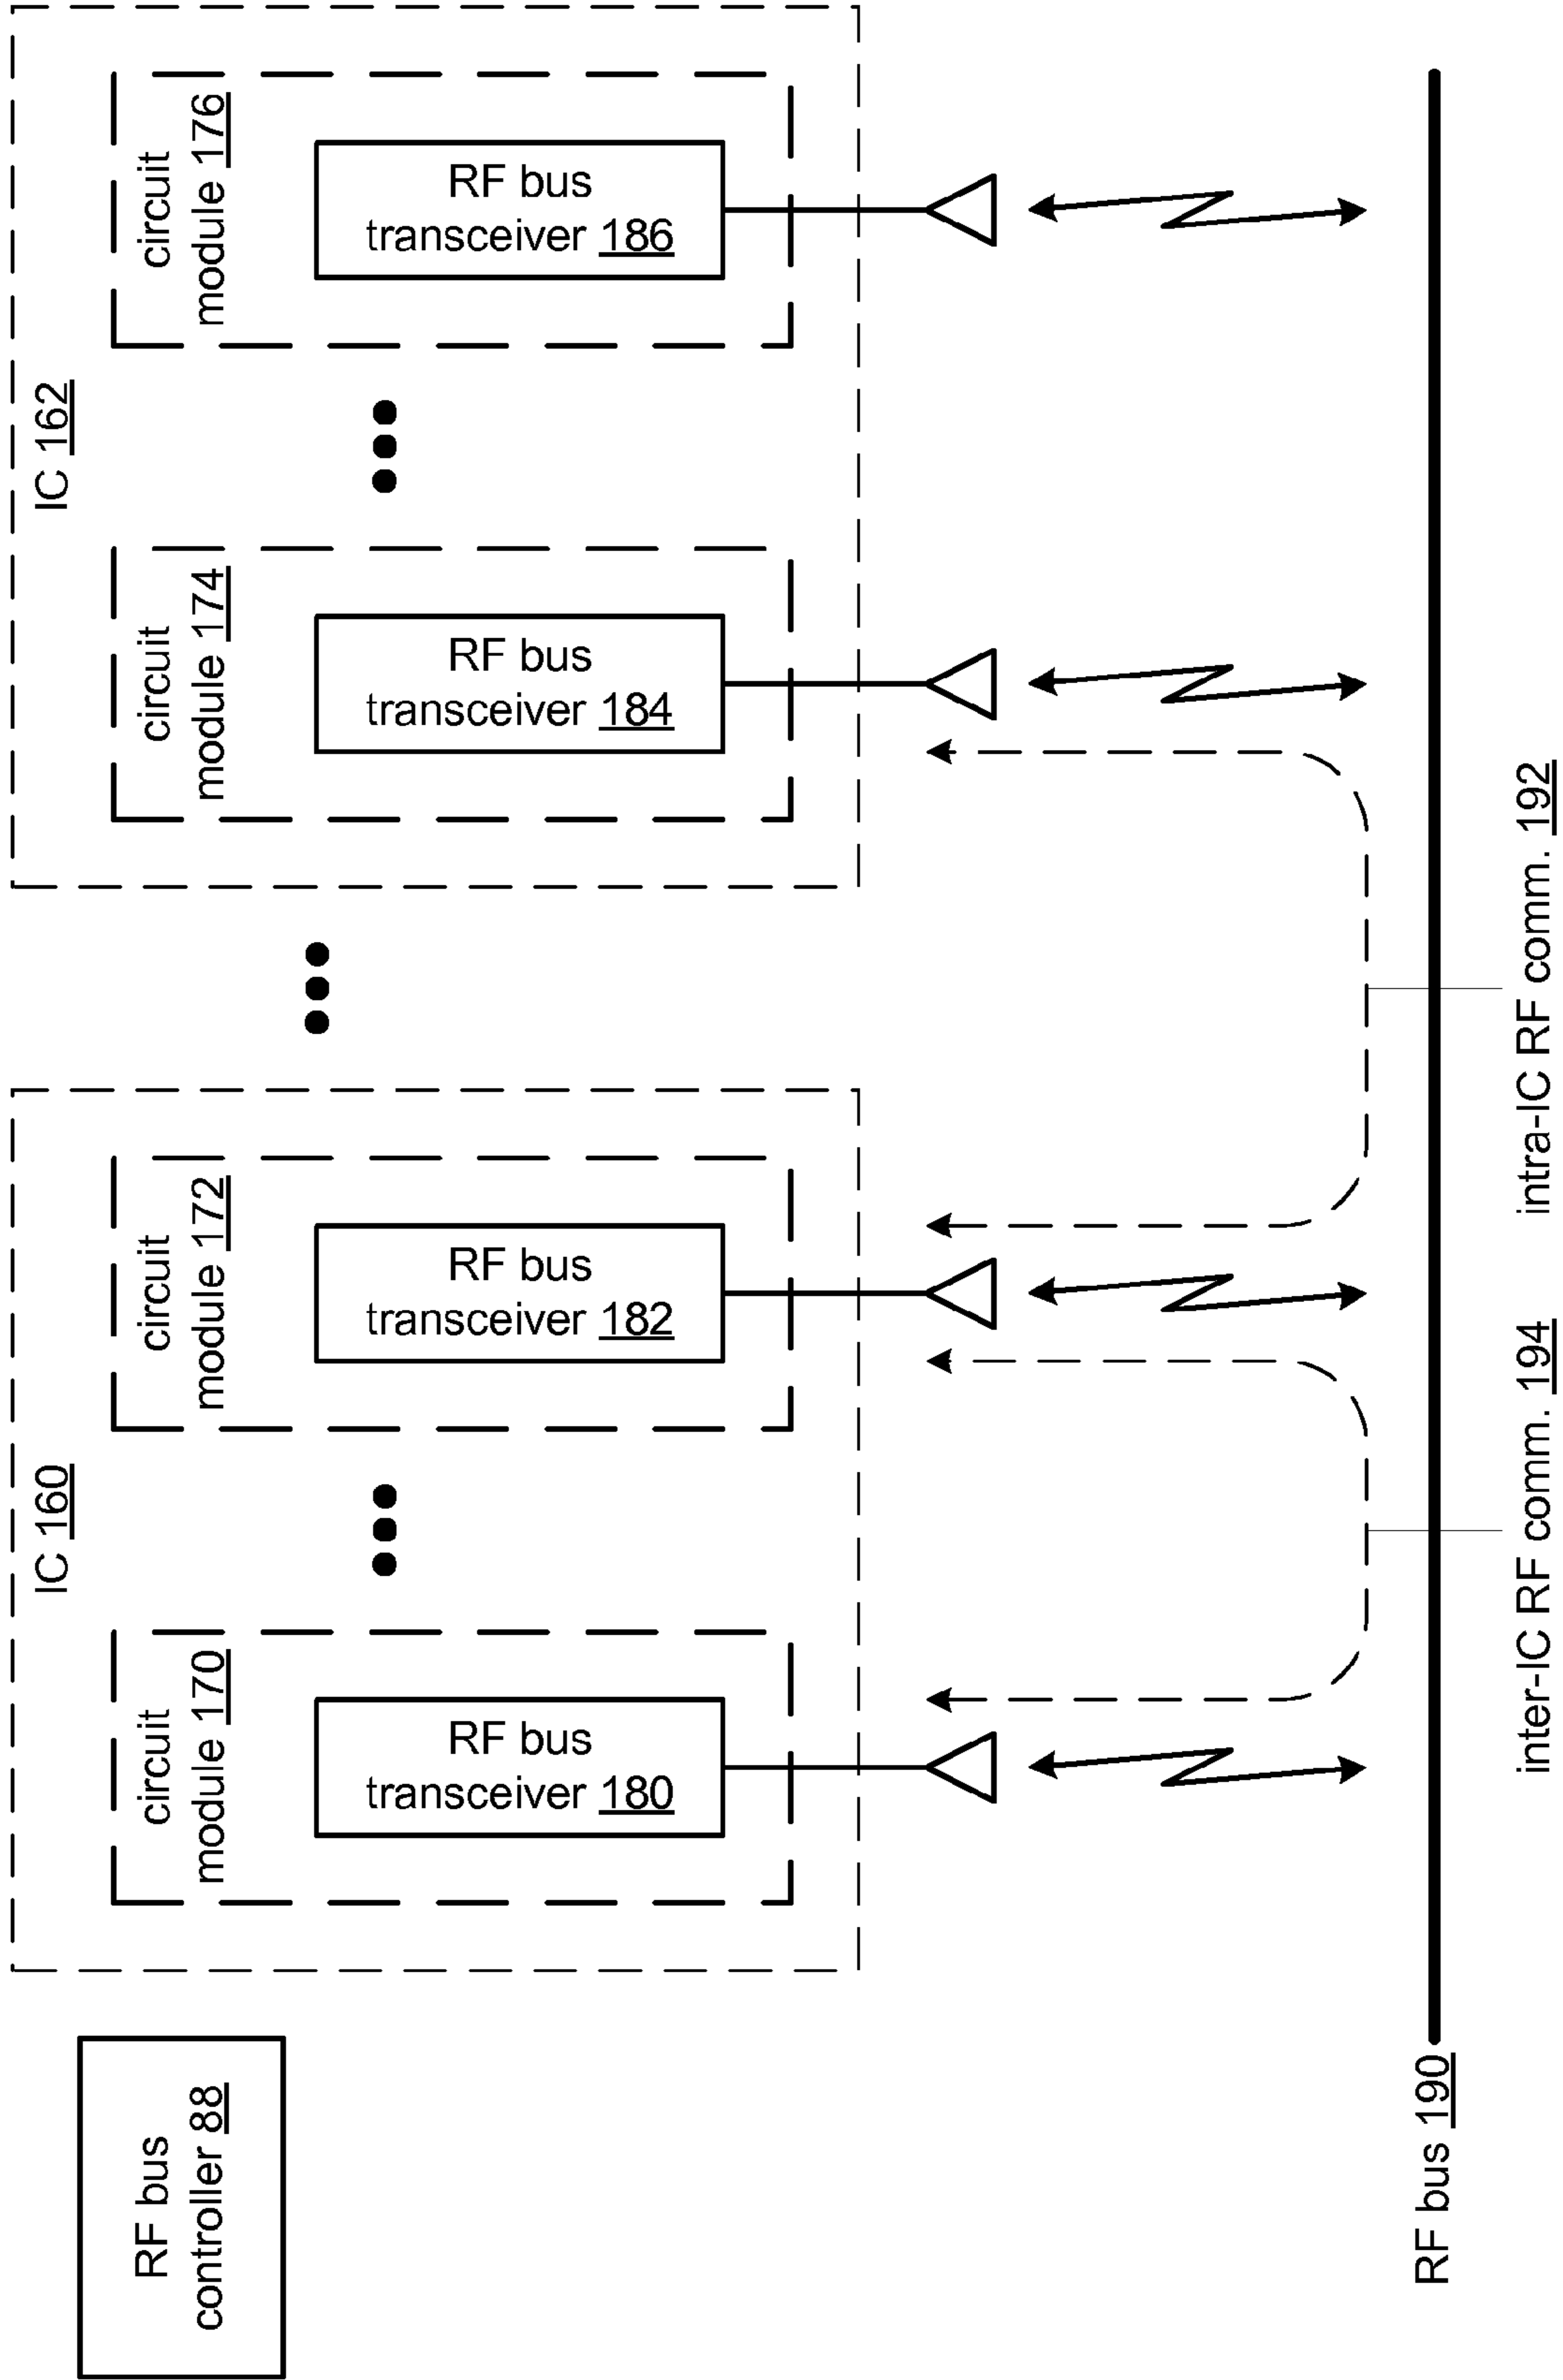 RF bus
controller 88
IC 160
circuit
module 170
RF bus
transceiver 180
circuit
module 172
RF bus
transceiver 182
IC 162
circuit
module 174
RF bus
transceiver 184
circuit
module 176
RF bus
transceiver 186
RF bus 190
inter-IC RF comm. 194
intra-IC RF comm. 192